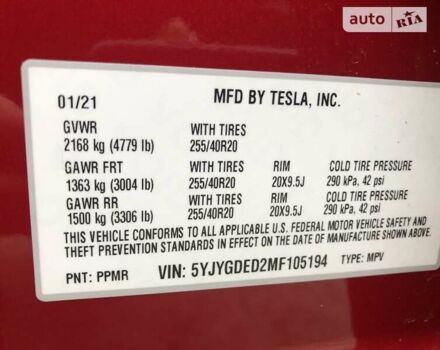 auto RIA
01/21 MFD BY TESLA, INC.
GVWR WITH TIRES
2168 kg (4779 lb) 255/40R20
GAWR FRT WITH TIRES RIM COLD TIRE PRESSURE
1363 kg (3004 lb) 255/40R20 20X9.5J 290 kPa, 42 psi
GAWR RR WITH TIRES RIM COLD TIRE PRESSURE
1500 kg (3306 lb) 255/40R20 20X9.5J 290 kPa, 42 psi
THIS VEHICLE CONFORMS TO ALL APPLICABLE U.S. FEDERAL MOTOR VEHICLE SAFETY AND
THEFT PREVENTION STANDARDS IN EFFECT ON THE DATE OF MANUFACTURE SHOWN ABOVE.
PNT: PPMR VIN: 5YJYGDED2MF105194 TYPE: MPV